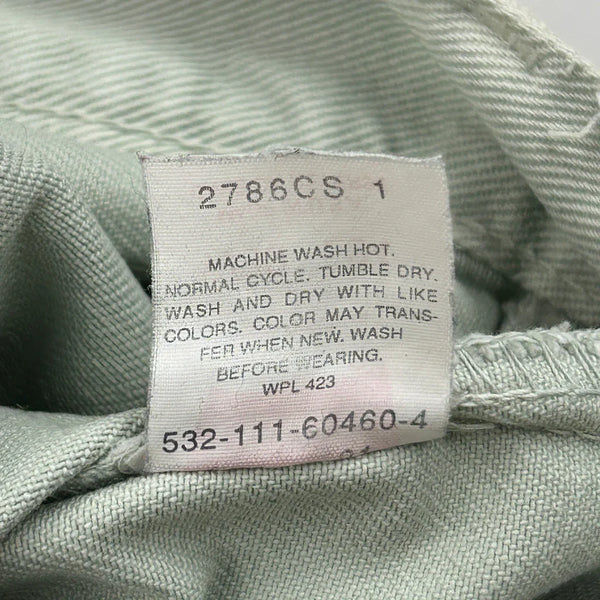 2786CS 1
MACHINE WASH HOT.
NORMAL CYCLE. TUMBLE DRY.
WASH AND DRY WITH LIKE
COLORS. COLOR MAY TRANS-
FER WHEN NEW. WASH
BEFORE WEARING.
WPL 423
532-111-60460-4